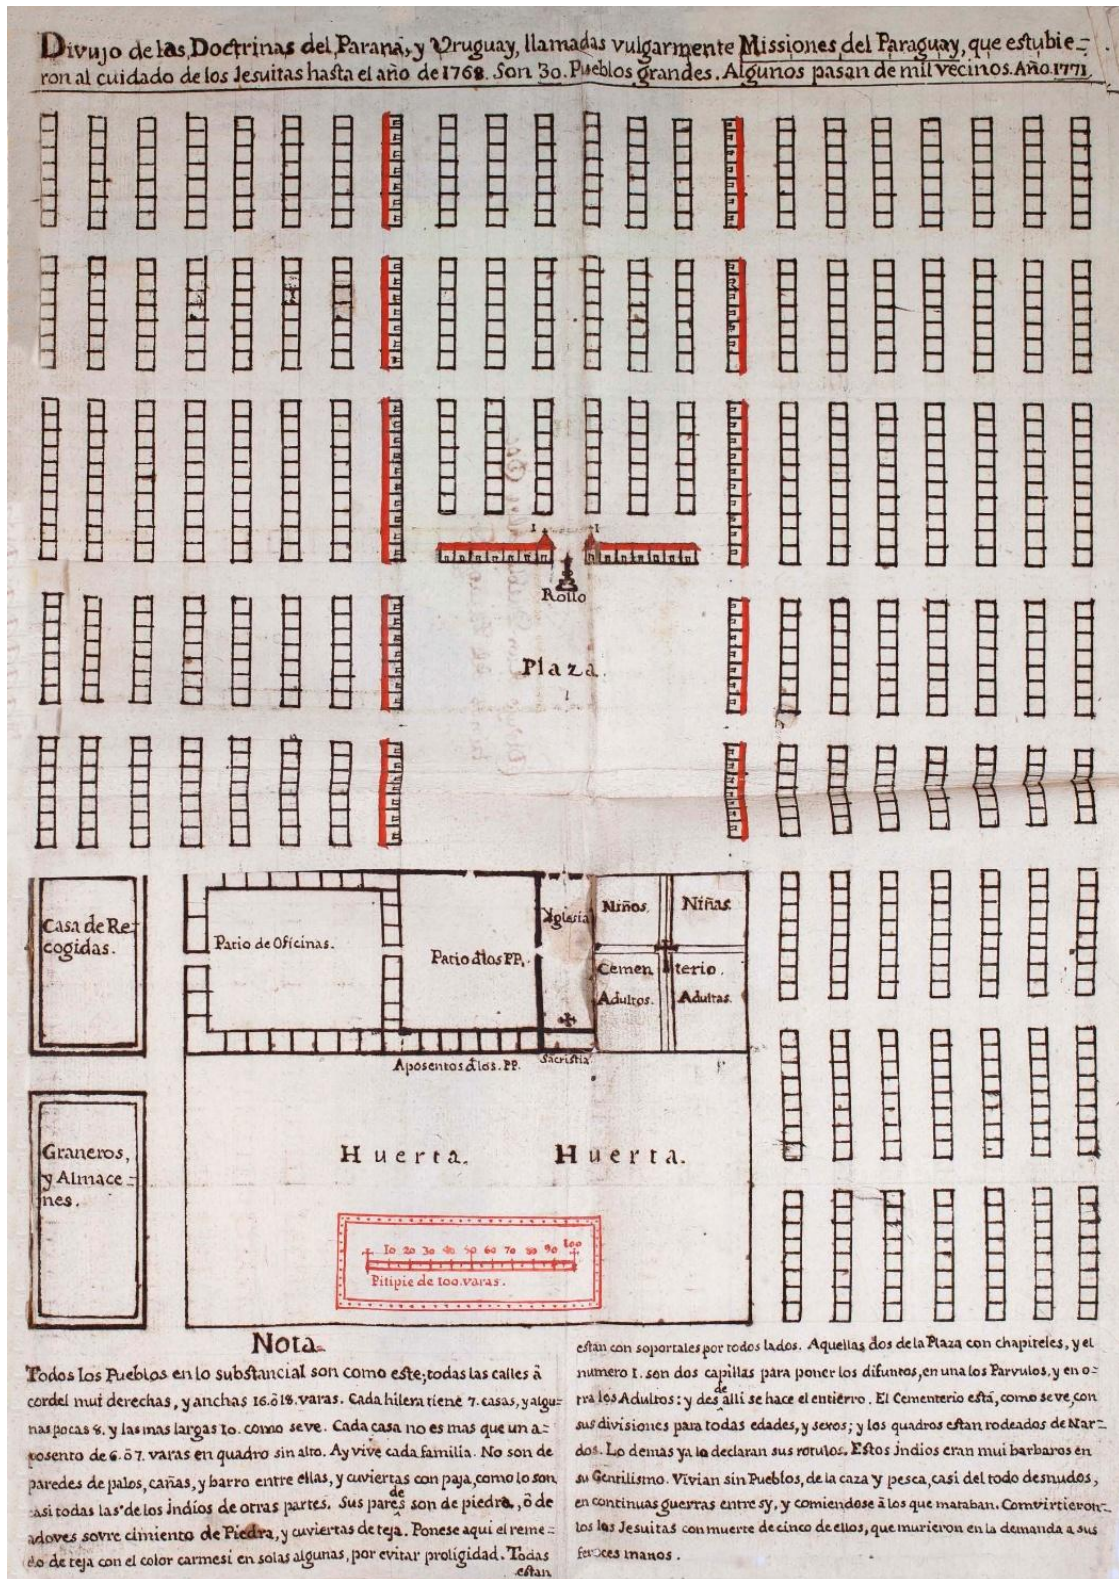 Divujo de las Doctrinas del Paraná, y Vruguay, llamadas vulgarmente Missiones del Paraguay, que estubie=
ron al cuidado de los Jesuitas hasta el año de 1768. Son 30. Pueblos grandes. Algunos pasan de mil vecinos. Año 1771.
I I
Rollo
Plaza.
Casa de Re=
cogidas.
Patio de Oficinas.
Patio đlos PP.
Yglesia
Niños.
Niñas.
Cemen terio.
Adultos.
Adultas.
Aposentos đlos. PP.
Sacristia.
Graneros,
y Almace=
nes.
Huerta. Huerta.
10 20 30 40 50 60 70 80 90 100
Pitipie de 100. varas.
Nota.
Todos los Pueblos en lo substancial son como este; todas las calles â
cordel mui derechas, y anchas 16. ô 18. varas. Cada hilera tiene 7. casas, y algu=
nas pocas 8. y las mas largas 10. como se ve. Cada casa no es mas que un a=
posento de 6. ô 7. varas en quadro sin alto. Ay vive cada familia. No son de
paredes de palos, cañas, y barro entre ellas, y cuviertas con paja, como lo son
casi todas las de los indios de otras partes. Sus paredes son de piedra, ô de
adoves sovre cimiento de Piedra, y cuviertas de teja. Ponese aqui el reme=
do de teja con el color carmesi en solas algunas, por evitar proligidad. Todas
estan
estan con soportales por todos lados. Aquellas dos de la Plaza con chapiteles, y el
numero I. son dos capillas para poner los difuntos, en una los Parvulos, y en o=
tra los Adultos: y desde alli se hace el entierro. El Cementerio está, como se ve, con
sus divisiones para todas edades, y sexos; y los quadros estan rodeados de Nar=
dos. Lo demas ya lo declaran sus rotulos. Estos indios eran mui barbaros en
su Gentilismo. Vivian sin Pueblos, de la caza y pesca, casi del todo desnudos,
en continuas guerras entre sy, y comiendose â los que mataban. Comvirtieron=
los los Jesuitas con muerte de cinco de ellos, que murieron en la demanda a sus
feroces manos.